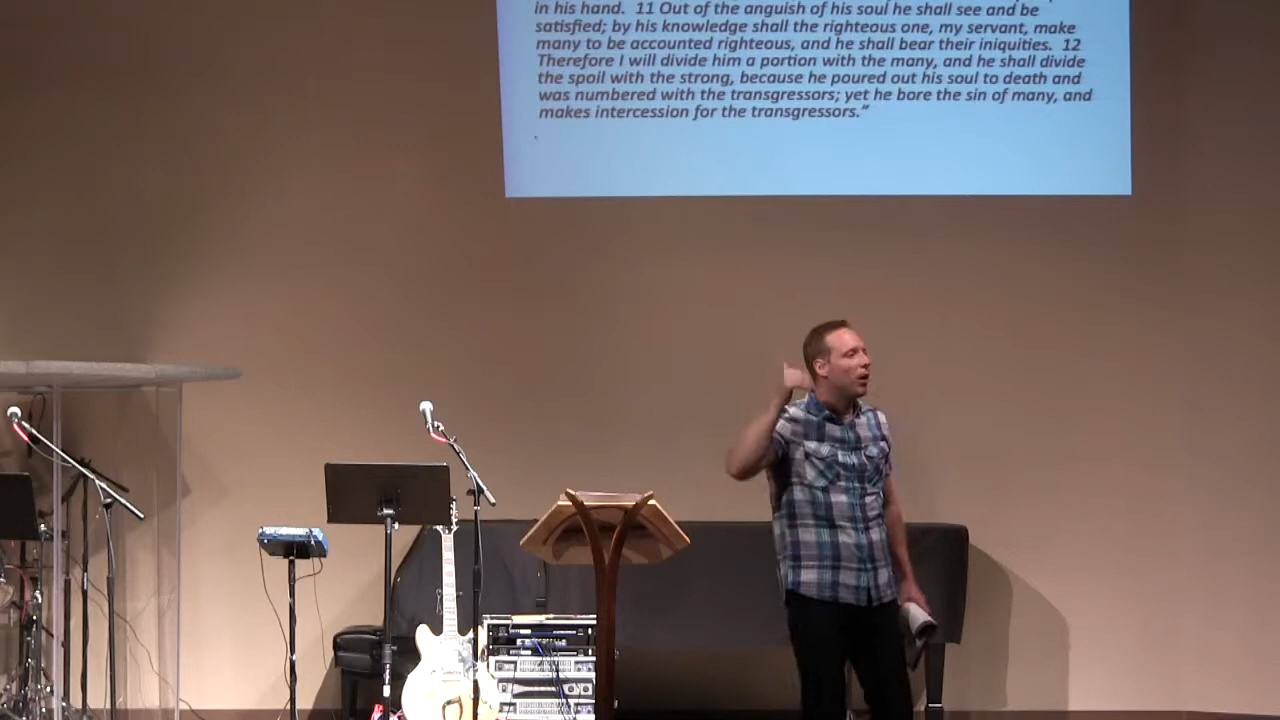 in his hand.  11 Out of the anguish of his soul he shall see and be
satisfied; by his knowledge shall the righteous one, my servant, make
many to be accounted righteous, and he shall bear their iniquities.  12
Therefore I will divide him a portion with the many, and he shall divide
the spoil with the strong, because he poured out his soul to death and
was numbered with the transgressors; yet he bore the sin of many, and
makes intercession for the transgressors.”